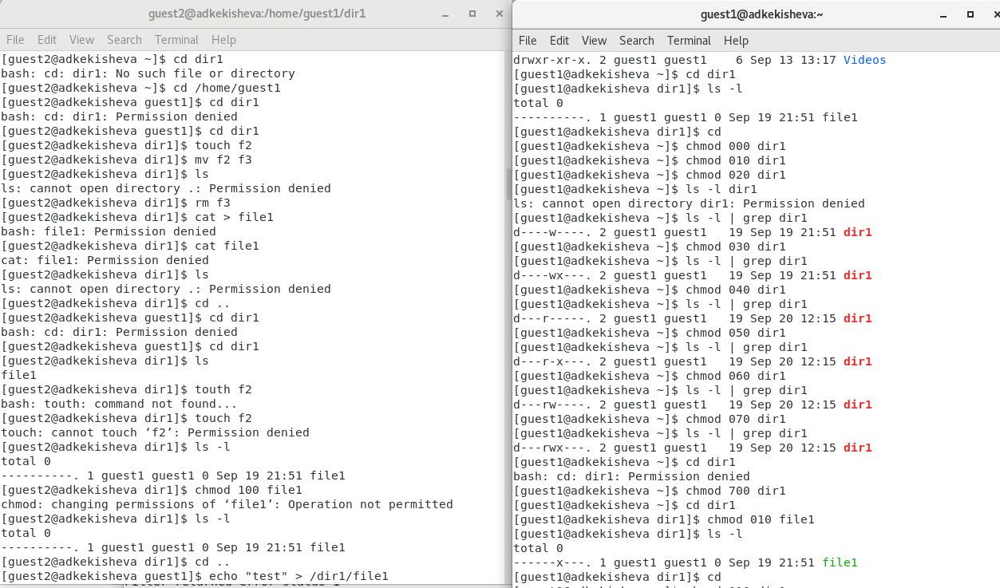 guest2@adkekisheva:/home/guest1/dir1
File Edit View Search Terminal Help
[guest2@adkekisheva ~]$ cd dir1
bash: cd: dir1: No such file or directory
[guest2@adkekisheva ~]$ cd /home/guest1
[guest2@adkekisheva guest1]$ cd dir1
bash: cd: dir1: Permission denied
[guest2@adkekisheva guest1]$ cd dir1
[guest2@adkekisheva dir1]$ touch f2
[guest2@adkekisheva dir1]$ mv f2 f3
[guest2@adkekisheva dir1]$ ls
ls: cannot open directory .: Permission denied
[guest2@adkekisheva dir1]$ rm f3
[guest2@adkekisheva dir1]$ cat > file1
bash: file1: Permission denied
[guest2@adkekisheva dir1]$ cat file1
cat: file1: Permission denied
[guest2@adkekisheva dir1]$ ls
ls: cannot open directory .: Permission denied
[guest2@adkekisheva dir1]$ cd ..
[guest2@adkekisheva guest1]$ cd dir1
bash: cd: dir1: Permission denied
[guest2@adkekisheva guest1]$ cd dir1
[guest2@adkekisheva dir1]$ ls
file1
[guest2@adkekisheva dir1]$ touth f2
bash: touth: command not found...
[guest2@adkekisheva dir1]$ touch f2
touch: cannot touch ‘f2’: Permission denied
[guest2@adkekisheva dir1]$ ls -l
total 0
----------. 1 guest1 guest1 0 Sep 19 21:51 file1
[guest2@adkekisheva dir1]$ chmod 100 file1
chmod: changing permissions of ‘file1’: Operation not permitted
[guest2@adkekisheva dir1]$ ls -l
total 0
----------. 1 guest1 guest1 0 Sep 19 21:51 file1
[guest2@adkekisheva dir1]$ cd ..
[guest2@adkekisheva guest1]$ echo "test" > /dir1/file1
guest1@adkekisheva:~
File Edit View Search Terminal Help
drwxr-xr-x. 2 guest1 guest1    6 Sep 13 13:17 Videos
[guest1@adkekisheva ~]$ cd dir1
[guest1@adkekisheva dir1]$ ls -l
total 0
----------. 1 guest1 guest1 0 Sep 19 21:51 file1
[guest1@adkekisheva dir1]$ cd
[guest1@adkekisheva ~]$ chmod 000 dir1
[guest1@adkekisheva ~]$ chmod 010 dir1
[guest1@adkekisheva ~]$ chmod 020 dir1
[guest1@adkekisheva ~]$ ls -l dir1
ls: cannot open directory dir1: Permission denied
[guest1@adkekisheva ~]$ ls -l | grep dir1
d----w----. 2 guest1 guest1   19 Sep 19 21:51 dir1
[guest1@adkekisheva ~]$ chmod 030 dir1
[guest1@adkekisheva ~]$ ls -l | grep dir1
d----wx---. 2 guest1 guest1   19 Sep 19 21:51 dir1
[guest1@adkekisheva ~]$ chmod 040 dir1
[guest1@adkekisheva ~]$ ls -l | grep dir1
d---r-----. 2 guest1 guest1   19 Sep 20 12:15 dir1
[guest1@adkekisheva ~]$ chmod 050 dir1
[guest1@adkekisheva ~]$ ls -l | grep dir1
d---r-x---. 2 guest1 guest1   19 Sep 20 12:15 dir1
[guest1@adkekisheva ~]$ chmod 060 dir1
[guest1@adkekisheva ~]$ ls -l | grep dir1
d---rw----. 2 guest1 guest1   19 Sep 20 12:15 dir1
[guest1@adkekisheva ~]$ chmod 070 dir1
[guest1@adkekisheva ~]$ ls -l | grep dir1
d---rwx---. 2 guest1 guest1   19 Sep 20 12:15 dir1
[guest1@adkekisheva ~]$ cd dir1
bash: cd: dir1: Permission denied
[guest1@adkekisheva ~]$ chmod 700 dir1
[guest1@adkekisheva ~]$ cd dir1
[guest1@adkekisheva dir1]$ chmod 010 file1
[guest1@adkekisheva dir1]$ ls -l
total 0
------x---. 1 guest1 guest1 0 Sep 19 21:51 file1
[guest1@adkekisheva dir1]$ cd